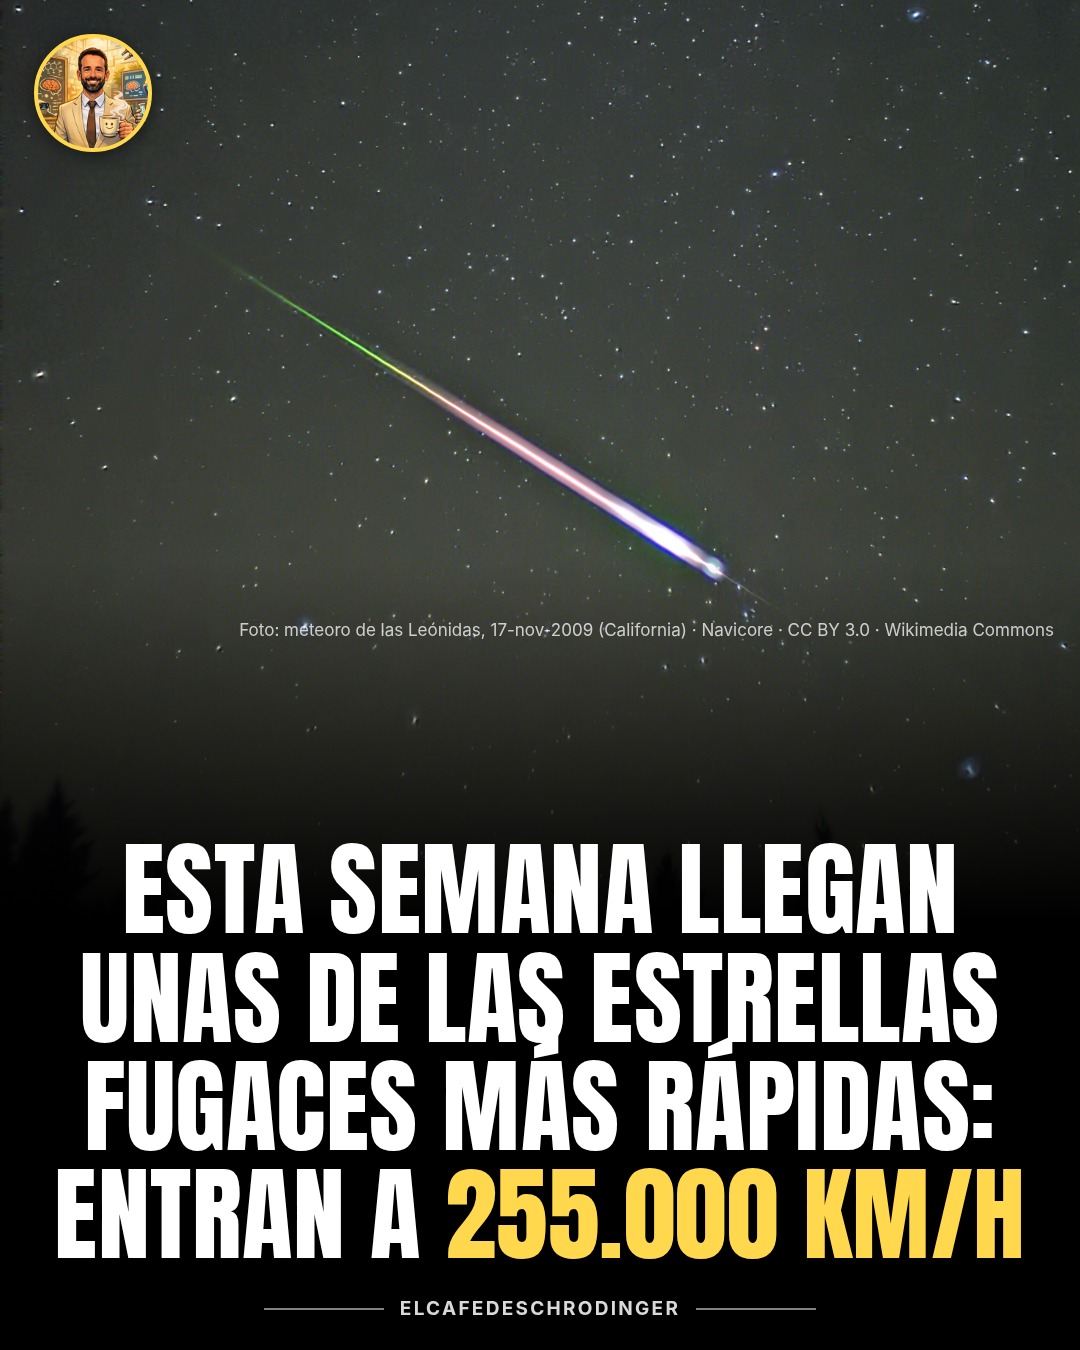 Foto: meteoro de las Leónidas, 17-nov-2009 (California) · Navicore · CC BY 3.0 · Wikimedia Commons
ESTA SEMANA LLEGAN
UNAS DE LAS ESTRELLAS
FUGACES MÁS RÁPIDAS:
ENTRAN A 255.000 KM/H
ELCAFEDESCHRODINGER